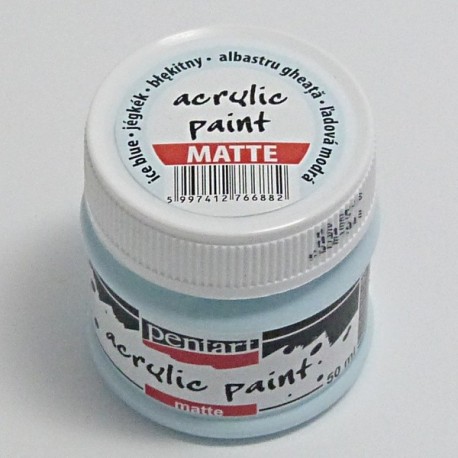 ice blue • jégkék • błękitny • albastru gheață • ľadová modrá
acrylic
paint
MATTE
5 997412 766882
pentart
acrylic paint
50 ml
matte